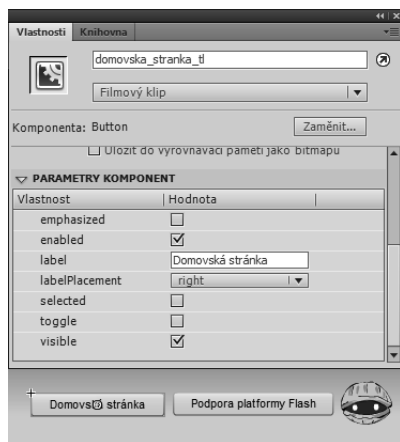 Vlastnosti Knihovna
domovska_stranka_tl
Filmový klip
Komponenta: Button Zaměnit...
Uložit do vyrovnávací paměti jako bitmapu
PARAMETRY KOMPONENT
Vlastnost Hodnota
emphasized
enabled
label Domovská stránka
labelPlacement right
selected
toggle
visible
Domovská stránka Podpora platformy Flash